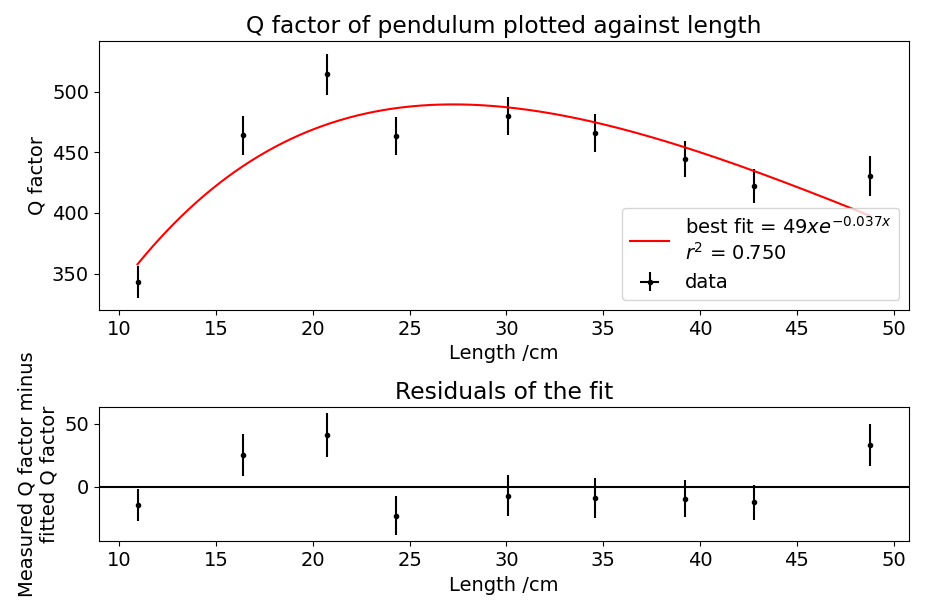 Q factor of pendulum plotted against length
Q factor
500
450
400
350
best fit = 49xe^{-0.037x}
r^2 = 0.750
data
10 15 20 25 30 35 40 45 50
Length /cm
Residuals of the fit
Measured Q factor minus
fitted Q factor
50
0
10 15 20 25 30 35 40 45 50
Length /cm